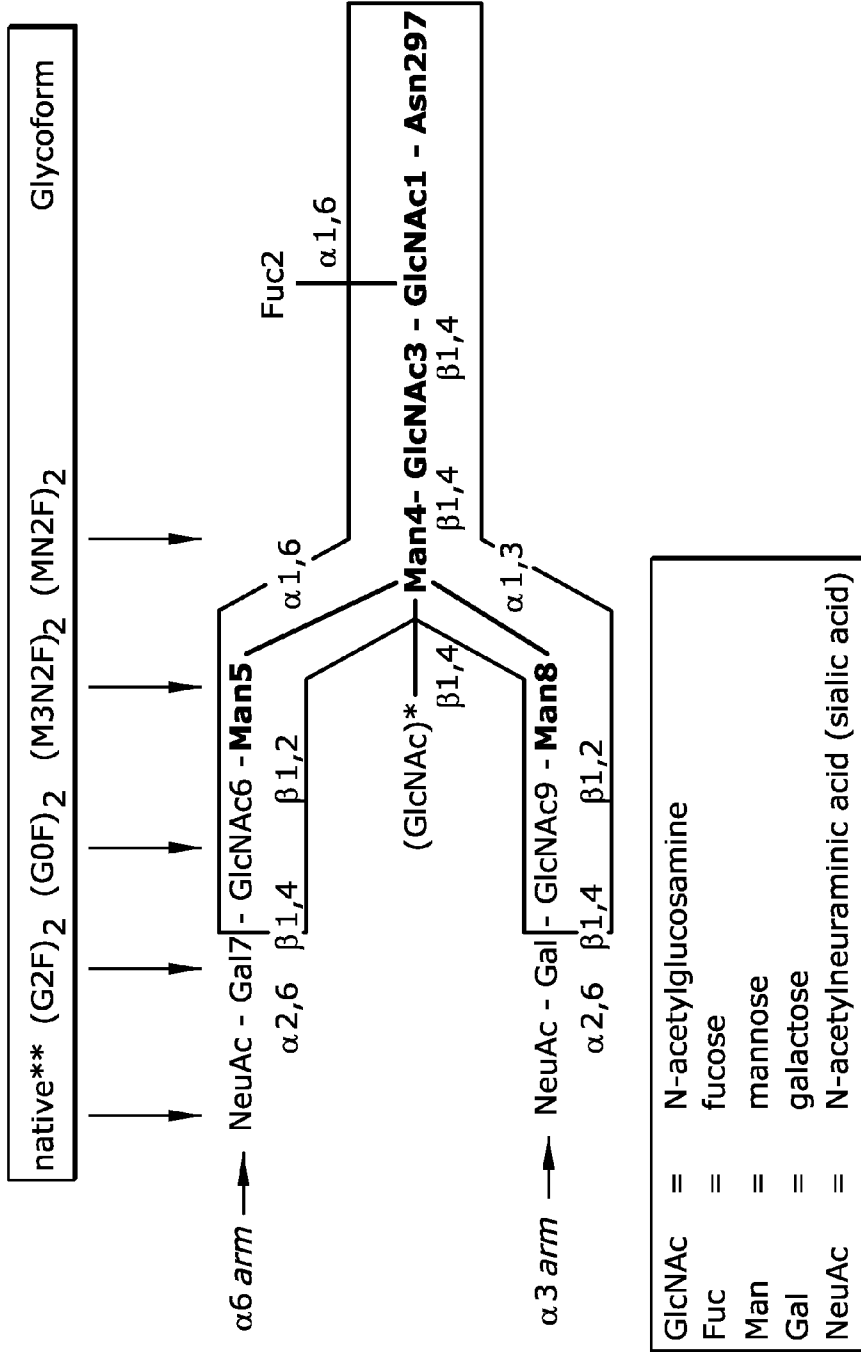 native** (G2F)2 (G0F)2 (M3N2F)2 (MN2F)2 Glycoform
Fuc2
α1,6
α6 arm NeuAc - Gal7 - GlcNAc6 - Man5
α2,6 β1,4 β1,2 α1,6
(GlcNAc)* Man4- GlcNAc3 - GlcNAc1 - Asn297
β1,4 β1,4 β1,4
α1,3
α3 arm NeuAc - Gal - GlcNAc9 - Man8
α2,6 β1,4 β1,2
GlcNAc = N-acetylglucosamine
Fuc = fucose
Man = mannose
Gal = galactose
NeuAc = N-acetylneuraminic acid (sialic acid)